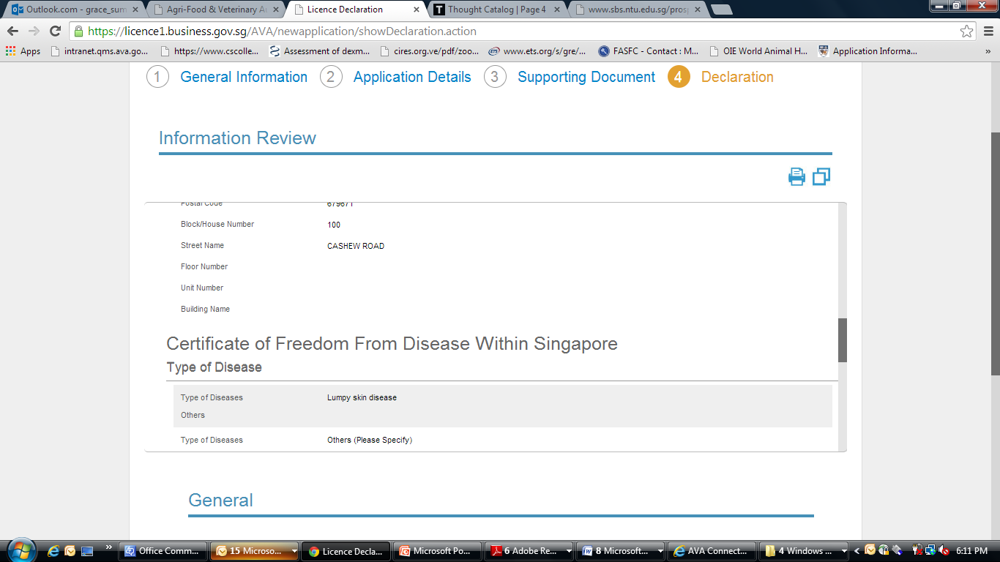 Outlook.com - grace_sum
Agri-Food & Veterinary Au
Licence Declaration
Thought Catalog | Page 4
www.sbs.ntu.edu.sg/prosp
https://licence1.business.gov.sg/AVA/newapplication/showDeclaration.action
Apps
intranet.qms.ava.go...
https://www.cscolle...
Assessment of dexm...
cires.org.ve/pdf/zoo...
www.ets.org/s/gre/...
FASFC - Contact : M...
OIE World Animal H...
Application Informa...
»
1 General Information
2 Application Details
3 Supporting Document
4 Declaration
Information Review
Postal Code 679671
Block/House Number 100
Street Name CASHEW ROAD
Floor Number
Unit Number
Building Name
Certificate of Freedom From Disease Within Singapore
Type of Disease
Type of Diseases Lumpy skin disease
Others
Type of Diseases Others (Please Specify)
General
»
Office Comm...
15 Microso...
Licence Decla...
Microsoft Po...
6 Adobe Re...
8 Microsoft...
AVA Connect...
4 Windows ...
6:11 PM